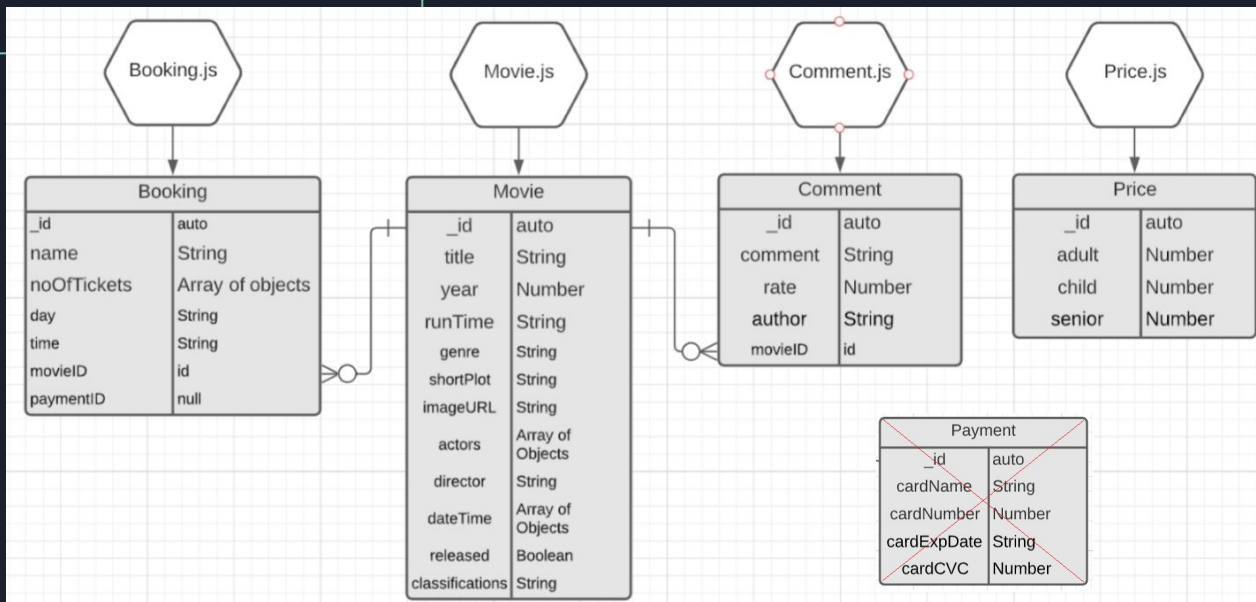 Booking.js
Movie.js
Comment.js
Price.js
Booking
_id auto
name String
noOfTickets Array of objects
day String
time String
movieID id
paymentID null
Movie
_id auto
title String
year Number
runTime String
genre String
shortPlot String
imageURL String
actors Array of
Objects
director String
dateTime Array of
Objects
released Boolean
classifications String
Comment
_id auto
comment String
rate Number
author String
movieID id
Price
_id auto
adult Number
child Number
senior Number
Payment
_id auto
cardName String
cardNumber Number
cardExpDate String
cardCVC Number